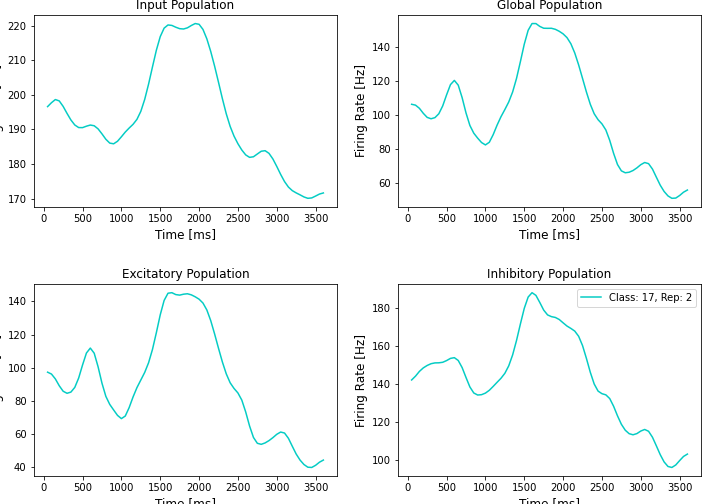 Input Population
220
210
200
190
180
170
0 500 1000 1500 2000 2500 3000 3500
Time [ms]
Global Population
Firing Rate [Hz]
140
120
100
80
60
0 500 1000 1500 2000 2500 3000 3500
Time [ms]
Excitatory Population
140
120
100
80
60
40
0 500 1000 1500 2000 2500 3000 3500
Time [ms]
Inhibitory Population
Class: 17, Rep: 2
Firing Rate [Hz]
180
160
140
120
100
0 500 1000 1500 2000 2500 3000 3500
Time [ms]